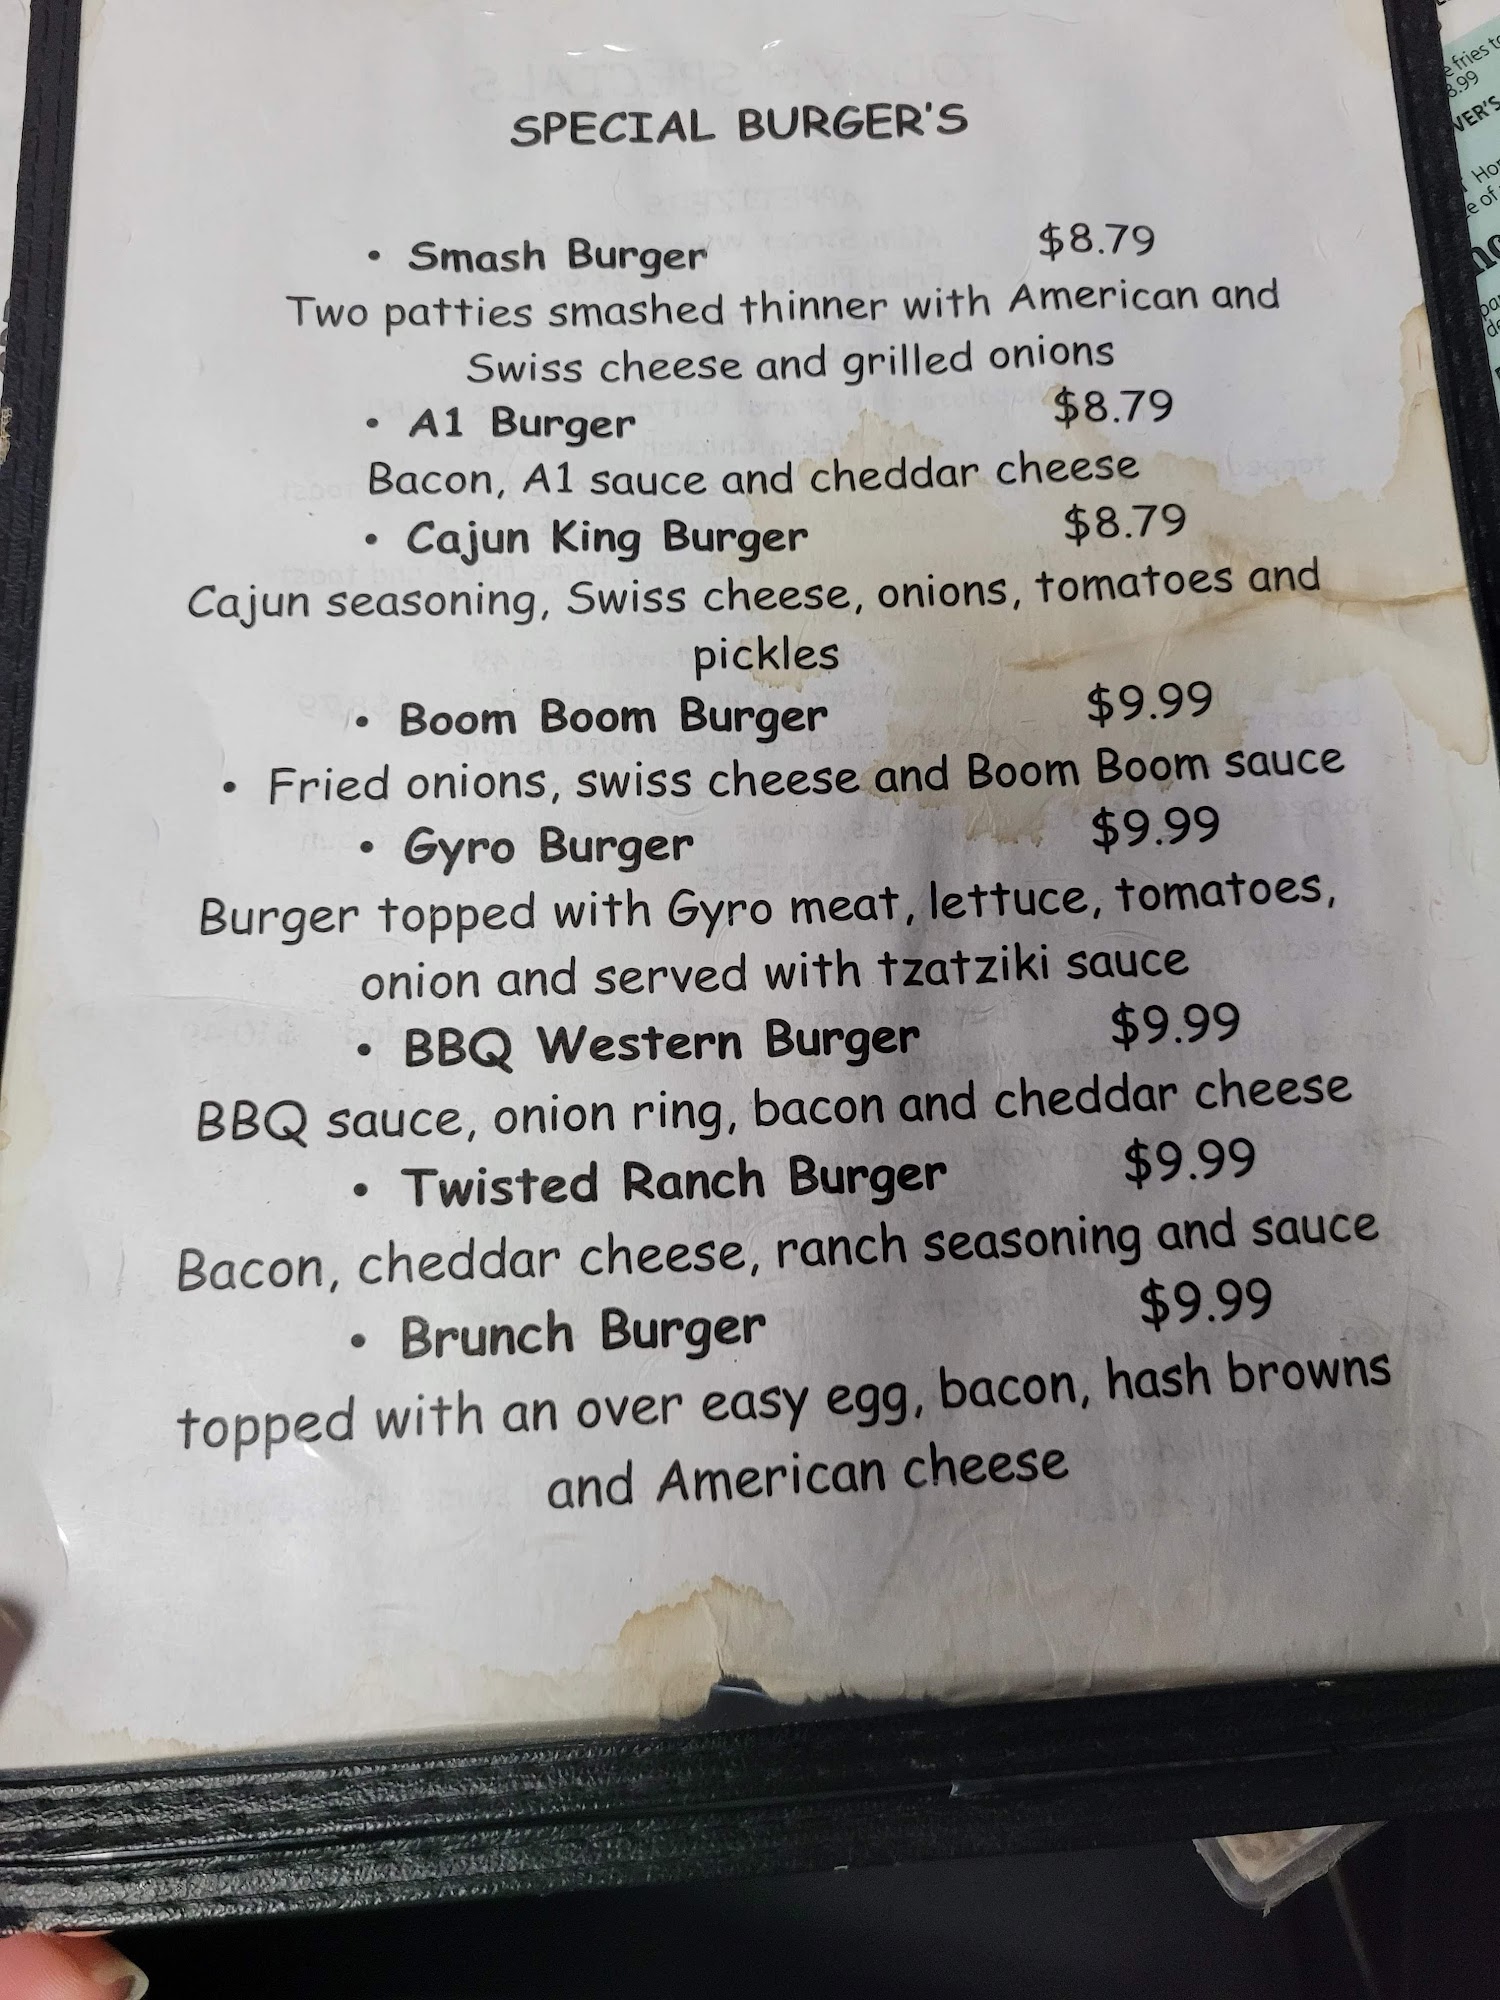 SPECIAL BURGER'S
• Smash Burger $8.79
Two patties smashed thinner with American and
Swiss cheese and grilled onions
• A1 Burger $8.79
Bacon, A1 sauce and cheddar cheese
• Cajun King Burger $8.79
Cajun seasoning, Swiss cheese, onions, tomatoes and
pickles
• Boom Boom Burger $9.99
• Fried onions, swiss cheese and Boom Boom sauce
• Gyro Burger $9.99
Burger topped with Gyro meat, lettuce, tomatoes,
onion and served with tzatziki sauce
• BBQ Western Burger $9.99
BBQ sauce, onion ring, bacon and cheddar cheese
• Twisted Ranch Burger $9.99
Bacon, cheddar cheese, ranch seasoning and sauce
• Brunch Burger $9.99
topped with an over easy egg, bacon, hash browns
and American cheese
fries to